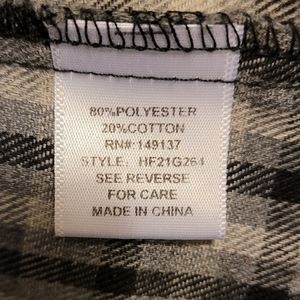 80%POLYESTER
20%COTTON
RN#:149137
STYLE: HF21G264
SEE REVERSE
FOR CARE
MADE IN CHINA